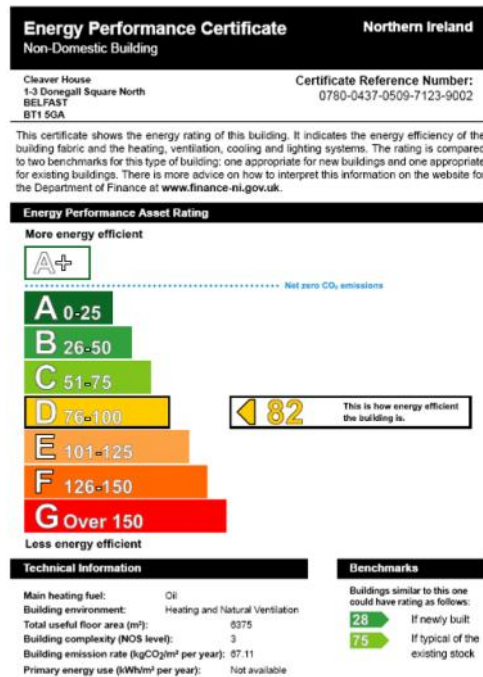 Energy Performance Certificate
Northern Ireland
Non-Domestic Building
Cleaver House
1-3 Donegall Square North
BELFAST
BT1 5GA
Certificate Reference Number:
0780-0437-0509-7123-9002
This certificate shows the energy rating of this building. It indicates the energy efficiency of the
building fabric and the heating, ventilation, cooling and lighting systems. The rating is compared
to two benchmarks for this type of building: one appropriate for new buildings and one appropriate
for existing buildings. There is more advice on how to interpret this information on the website for
the Department of Finance at www.finance-ni.gov.uk.
Energy Performance Asset Rating
More energy efficient
A+
Net zero CO₂ emissions
A 0-25
B 26-50
C 51-75
D 76-100
82
This is how energy efficient
the building is.
E 101-125
F 126-150
G Over 150
Less energy efficient
Technical Information
Main heating fuel: Oil
Building environment: Heating and Natural Ventilation
Total useful floor area (m²): 6375
Building complexity (NOS level): 3
Building emission rate (kgCO₂/m² per year): 67.11
Primary energy use (kWh/m² per year): Not available
Benchmarks
Buildings similar to this one
could have rating as follows:
28 If newly built
75 If typical of the
existing stock